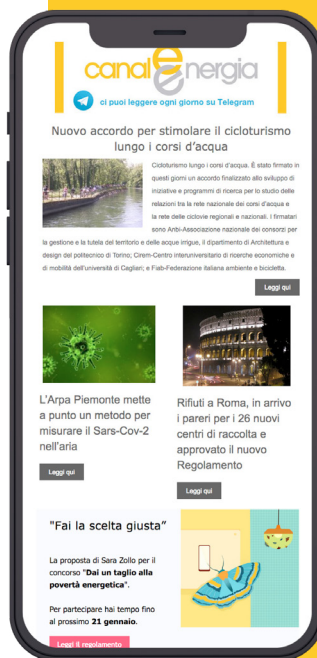 canal energia
ci puoi leggere ogni giorno su Telegram
Nuovo accordo per stimolare il cicloturismo
lungo i corsi d'acqua
Cicloturismo lungo i corsi d'acqua. È stato firmato in
questi giorni un accordo finalizzato allo sviluppo di
iniziative e programmi di ricerca per lo studio delle
relazioni tra la rete nazionale dei corsi d'acqua e
la rete delle ciclovie regionali e nazionali. I firmatari
sono Anbi-Associazione nazionale dei consorzi per
la gestione e la tutela del territorio e delle acque irrigue, il dipartimento di Architettura e
design del politecnico di Torino; Cirem-Centro interuniversitario di ricerche economiche e
di mobilità dell'università di Cagliari; e Fiab-Federazione italiana ambiente e bicicletta.
Leggi qui
L'Arpa Piemonte mette
a punto un metodo per
misurare il Sars-Cov-2
nell'aria
Leggi qui
Rifiuti a Roma, in arrivo
i pareri per i 26 nuovi
centri di raccolta e
approvato il nuovo
Regolamento
Leggi qui
"Fai la scelta giusta"
La proposta di Sara Zollo per il
concorso "Dai un taglio alla
povertà energetica".
Per partecipare hai tempo fino
al prossimo 21 gennaio.
Leggi il regolamento